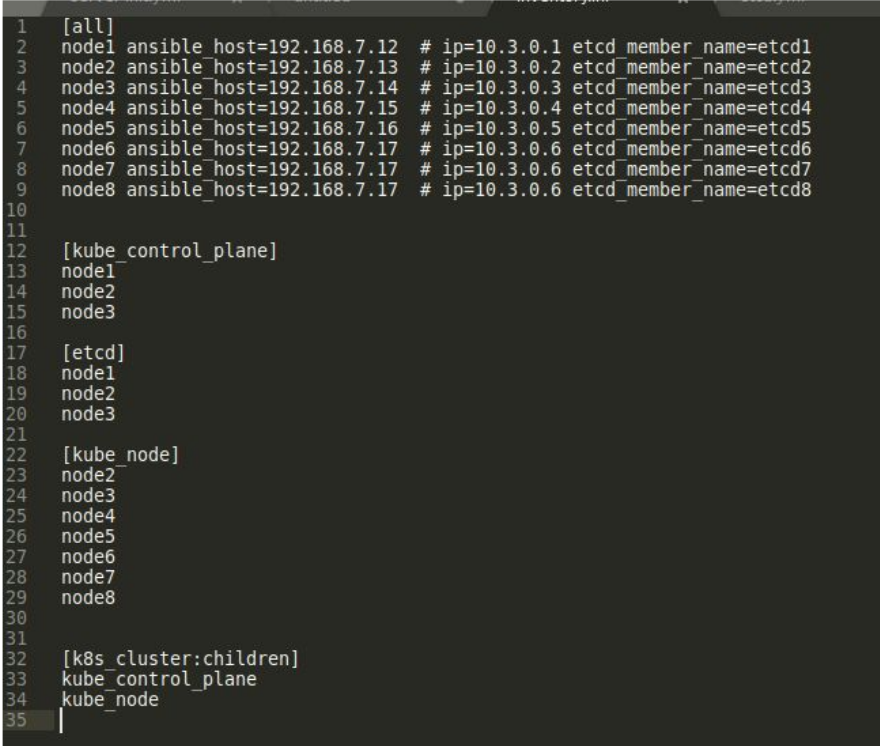 1 [all]
2 node1 ansible_host=192.168.7.12 # ip=10.3.0.1 etcd_member_name=etcd1
3 node2 ansible_host=192.168.7.13 # ip=10.3.0.2 etcd_member_name=etcd2
4 node3 ansible_host=192.168.7.14 # ip=10.3.0.3 etcd_member_name=etcd3
5 node4 ansible_host=192.168.7.15 # ip=10.3.0.4 etcd_member_name=etcd4
6 node5 ansible_host=192.168.7.16 # ip=10.3.0.5 etcd_member_name=etcd5
7 node6 ansible_host=192.168.7.17 # ip=10.3.0.6 etcd_member_name=etcd6
8 node7 ansible_host=192.168.7.17 # ip=10.3.0.6 etcd_member_name=etcd7
9 node8 ansible_host=192.168.7.17 # ip=10.3.0.6 etcd_member_name=etcd8
10
11
12 [kube_control_plane]
13 node1
14 node2
15 node3
16
17 [etcd]
18 node1
19 node2
20 node3
21
22 [kube_node]
23 node2
24 node3
25 node4
26 node5
27 node6
28 node7
29 node8
30
31
32 [k8s_cluster:children]
33 kube_control_plane
34 kube_node
35